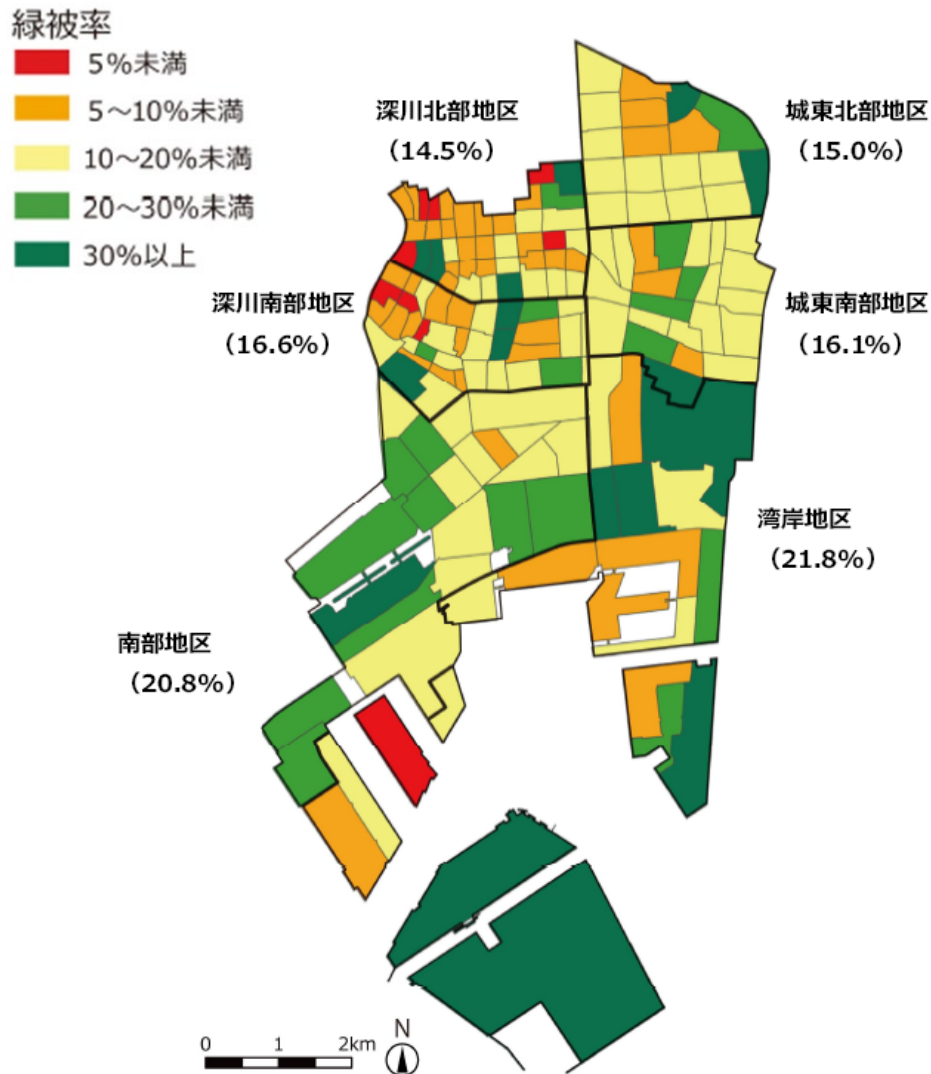 緑被率
5%未満
5～10%未満
10～20%未満
20～30%未満
30%以上
深川北部地区
（14.5%）
城東北部地区
（15.0%）
深川南部地区
（16.6%）
城東南部地区
（16.1%）
湾岸地区
（21.8%）
南部地区
（20.8%）
0 1 2km
N